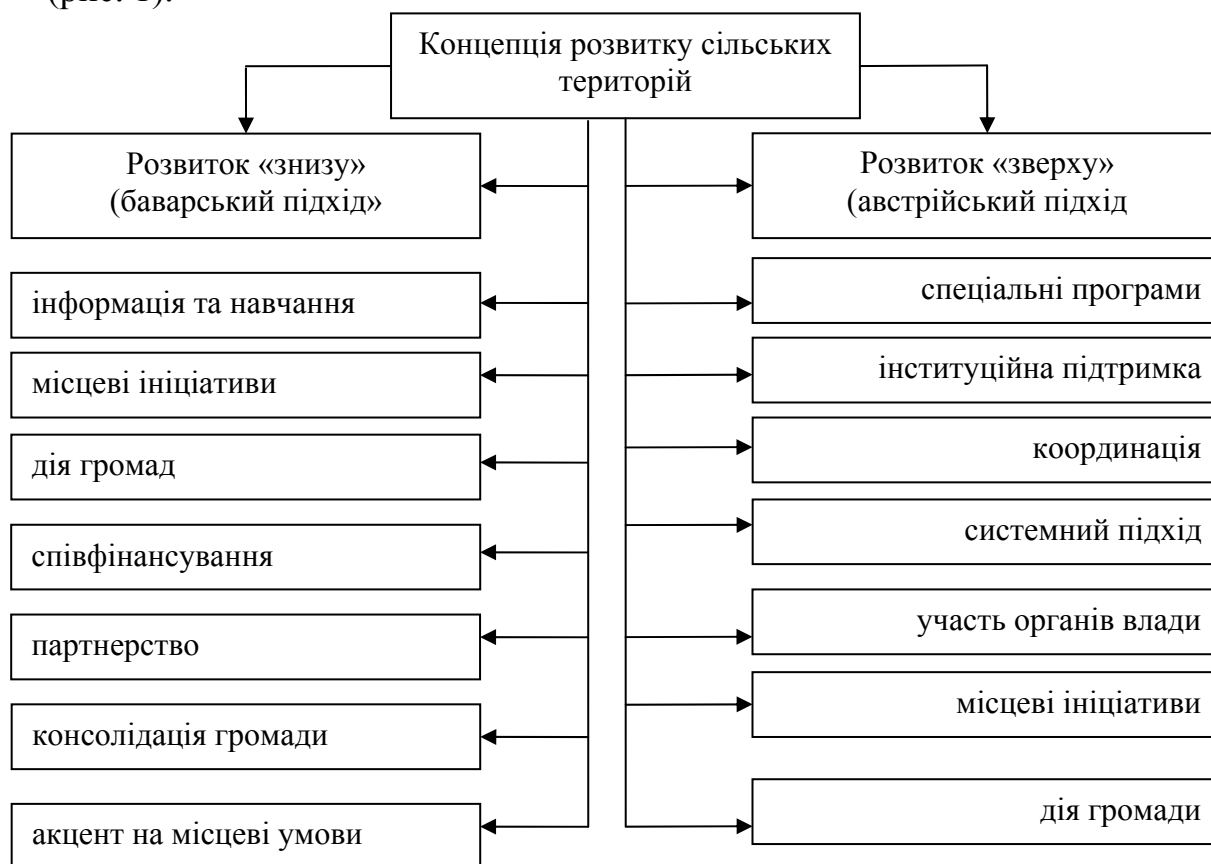 (рис. 1).
Концепція розвитку сільських
територій
Розвиток «знизу»
(баварський підхід»
Розвиток «зверху»
(австрійський підхід
інформація та навчання
місцеві ініціативи
дія громад
співфінансування
партнерство
консолідація громади
акцент на місцеві умови
спеціальні програми
інституційна підтримка
координація
системний підхід
участь органів влади
місцеві ініціативи
дія громади